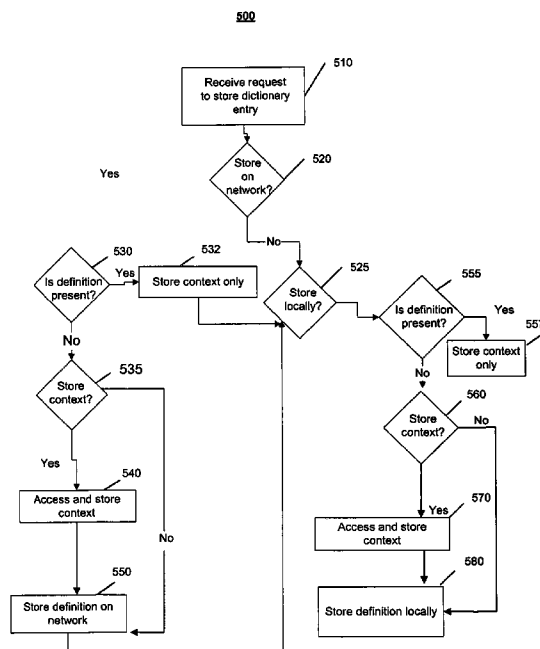 500
510
Receive request
to store dictionary
entry
Store
on
network?
520
Yes
No
530
Is definition
present?
Yes
532
Store context only
Store
locally?
525
555
Is definition
present?
Yes
557
Store context
only
No
No
535
Store
context?
560
Store
context?
No
Yes
540
Access and store
context
No
Yes
570
Access and store
context
550
Store definition on
network
580
Store definition locally